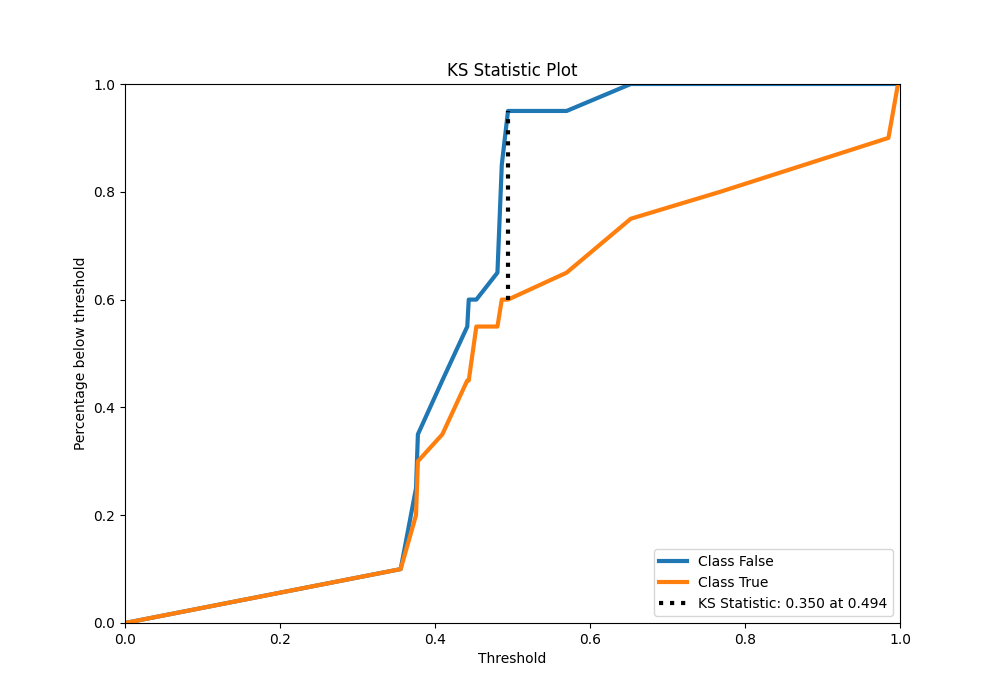 KS Statistic Plot
Percentage below threshold
1.0
0.8
0.6
0.4
0.2
0.0
0.0 0.2 0.4 0.6 0.8 1.0
Threshold
Class False
Class True
KS Statistic: 0.350 at 0.494